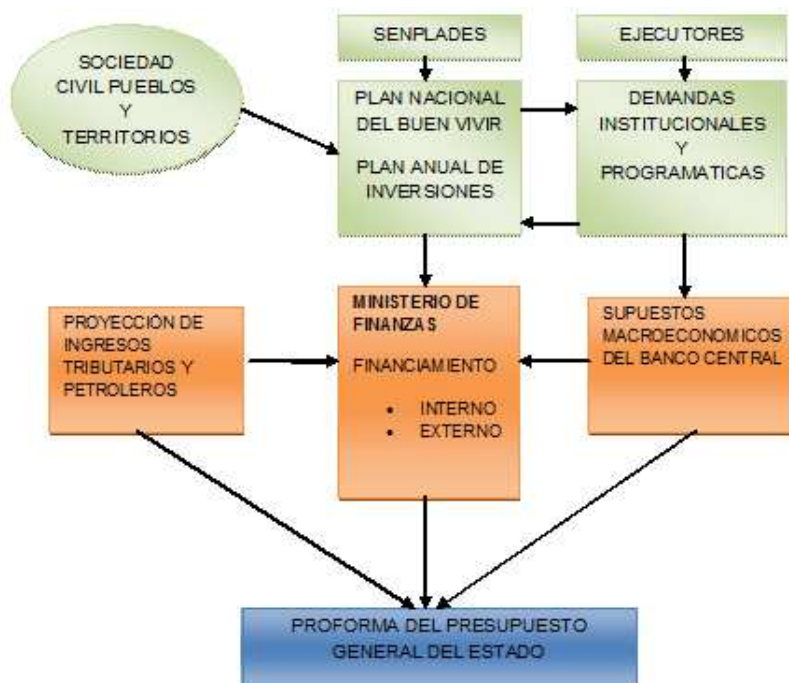 SOCIEDAD
CIVIL PUEBLOS
Y
TERRITORIOS
SENPLADES
EJECUTORES
PLAN NACIONAL
DEL BUEN VIVIR
PLAN ANUAL DE
INVERSIONES
DEMANDAS
INSTITUCIONALES
Y
PROGRAMATICAS
PROYECCIÓN DE
INGRESOS
TRIBUTARIOS Y
PETROLEROS
MINISTERIO DE
FINANZAS
FINANCIAMIENTO
• INTERNO
• EXTERNO
SUPUESTOS
MACROECONOMICOS
DEL BANCO CENTRAL
PROFORMA DEL PRESUPUESTO
GENERAL DEL ESTADO